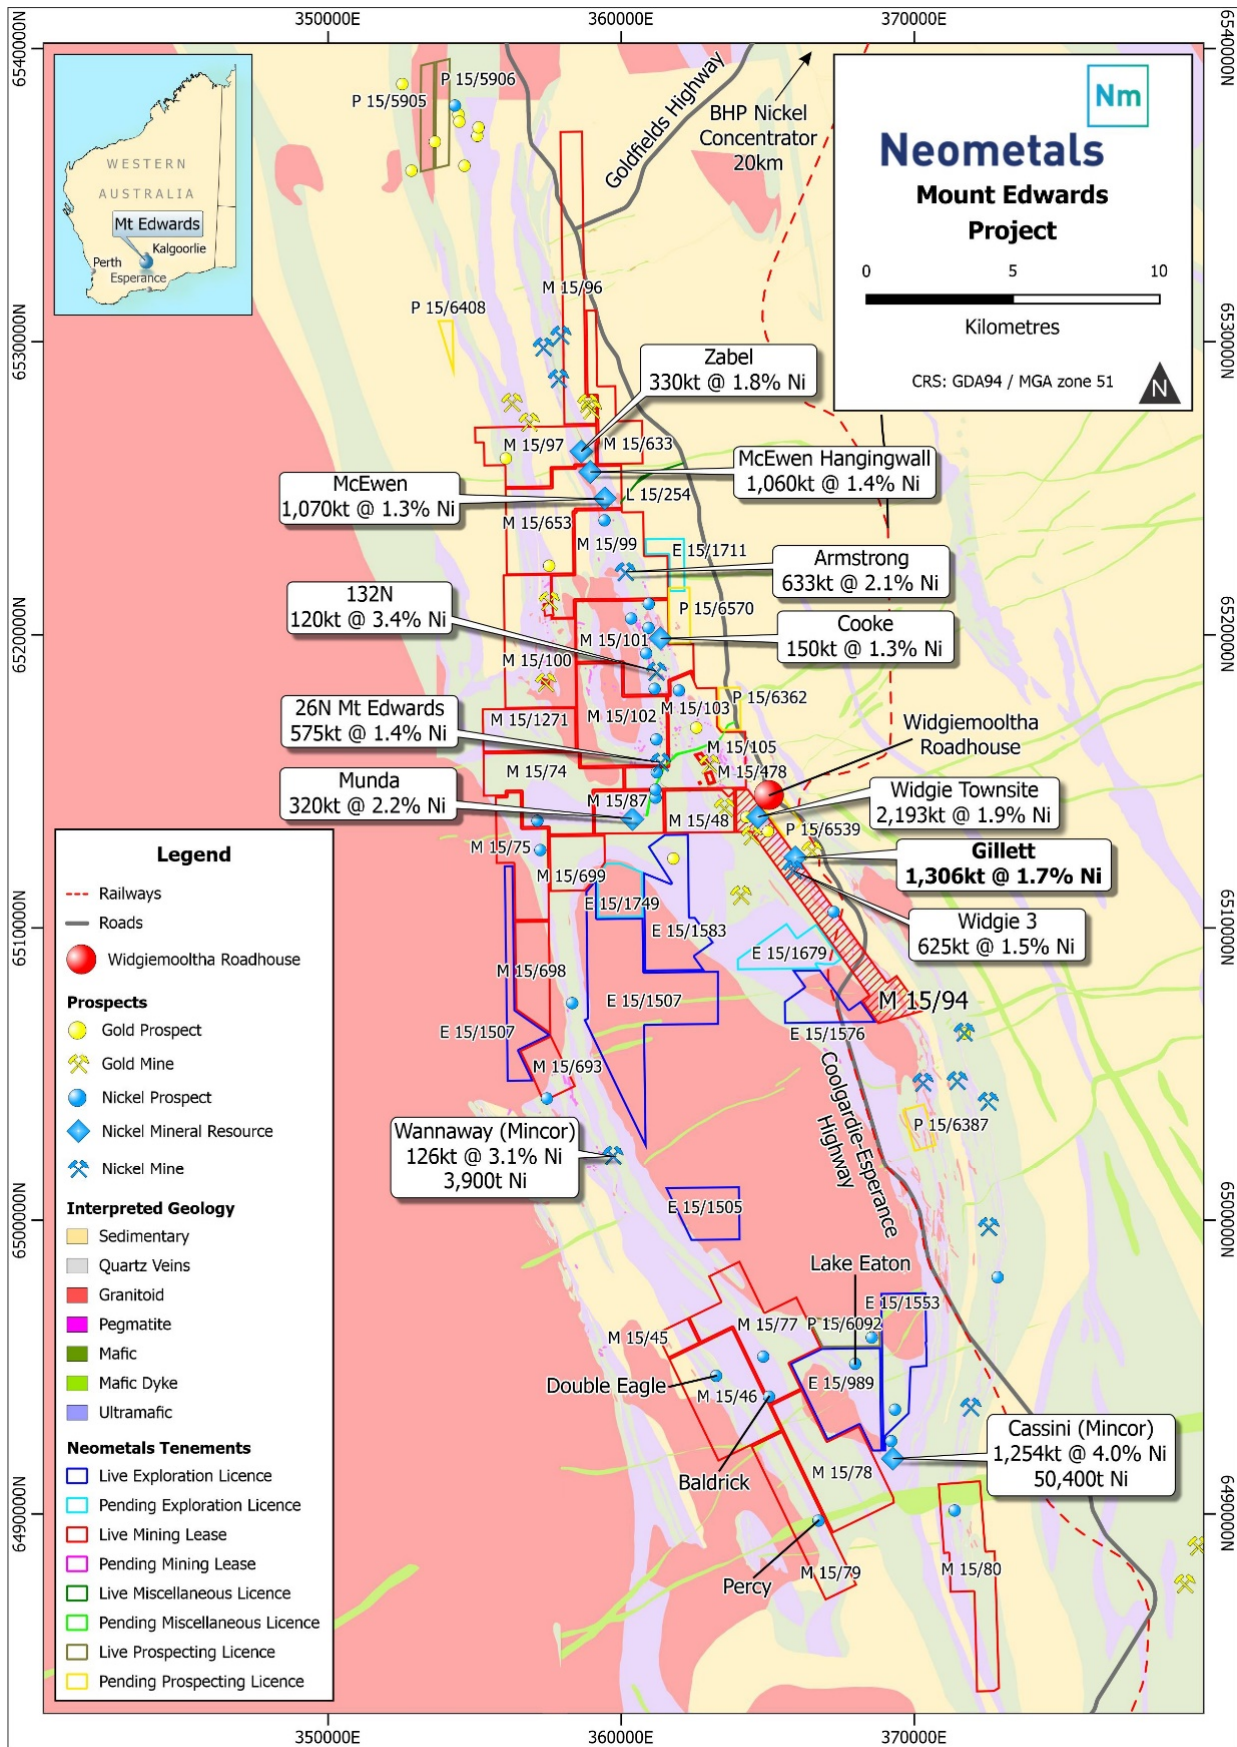 350000E
360000E
370000E
6540000N
6530000N
6520000N
6510000N
6500000N
6490000N
6540000N
6530000N
6520000N
6510000N
6500000N
6490000N
WESTERN
AUSTRALIA
Mt Edwards
Kalgoorlie
Perth
Esperance
P 15/5906
P 15/5905
Goldfields Highway
BHP Nickel
Concentrator
20km
Nm
Neometals
Mount Edwards
Project
0
5
10
Kilometres
CRS: GDA94 / MGA zone 51
N
M 15/96
P 15/6408
Zabel
330kt @ 1.8% Ni
M 15/97
M 15/633
McEwen Hangingwall
1,060kt @ 1.4% Ni
McEwen
1,070kt @ 1.3% Ni
L 15/254
M 15/653
M 15/99
E 15/1711
Armstrong
633kt @ 2.1% Ni
132N
120kt @ 3.4% Ni
P 15/6570
Cooke
150kt @ 1.3% Ni
M 15/101
M 15/100
26N Mt Edwards
575kt @ 1.4% Ni
M 15/1271
M 15/102
M 15/103
P 15/6362
Widgiemooltha
Roadhouse
M 15/105
M 15/74
M 15/478
Munda
320kt @ 2.2% Ni
M 15/87
M 15/48
Widgie Townsite
2,193kt @ 1.9% Ni
P 15/6539
Gillett
1,306kt @ 1.7% Ni
M 15/75
M 15/699
E 15/1749
Widgie 3
625kt @ 1.5% Ni
E 15/1583
E 15/1679
M 15/698
E 15/1507
M 15/94
E 15/1507
E 15/1576
M 15/693
Coolgardie-Esperance
Highway
P 15/6387
Wannaway (Mincor)
126kt @ 3.1% Ni
3,900t Ni
E 15/1505
Lake Eaton
E 15/1553
M 15/77
P 15/6092
M 15/45
Double Eagle
M 15/46
E 15/989
Cassini (Mincor)
1,254kt @ 4.0% Ni
50,400t Ni
Baldrick
M 15/78
Percy
M 15/79
M 15/80
Legend
Railways
Roads
Widgiemooltha Roadhouse
Prospects
Gold Prospect
Gold Mine
Nickel Prospect
Nickel Mineral Resource
Nickel Mine
Interpreted Geology
Sedimentary
Quartz Veins
Granitoid
Pegmatite
Mafic
Mafic Dyke
Ultramafic
Neometals Tenements
Live Exploration Licence
Pending Exploration Licence
Live Mining Lease
Pending Mining Lease
Live Miscellaneous Licence
Pending Miscellaneous Licence
Live Prospecting Licence
Pending Prospecting Licence
350000E
360000E
370000E